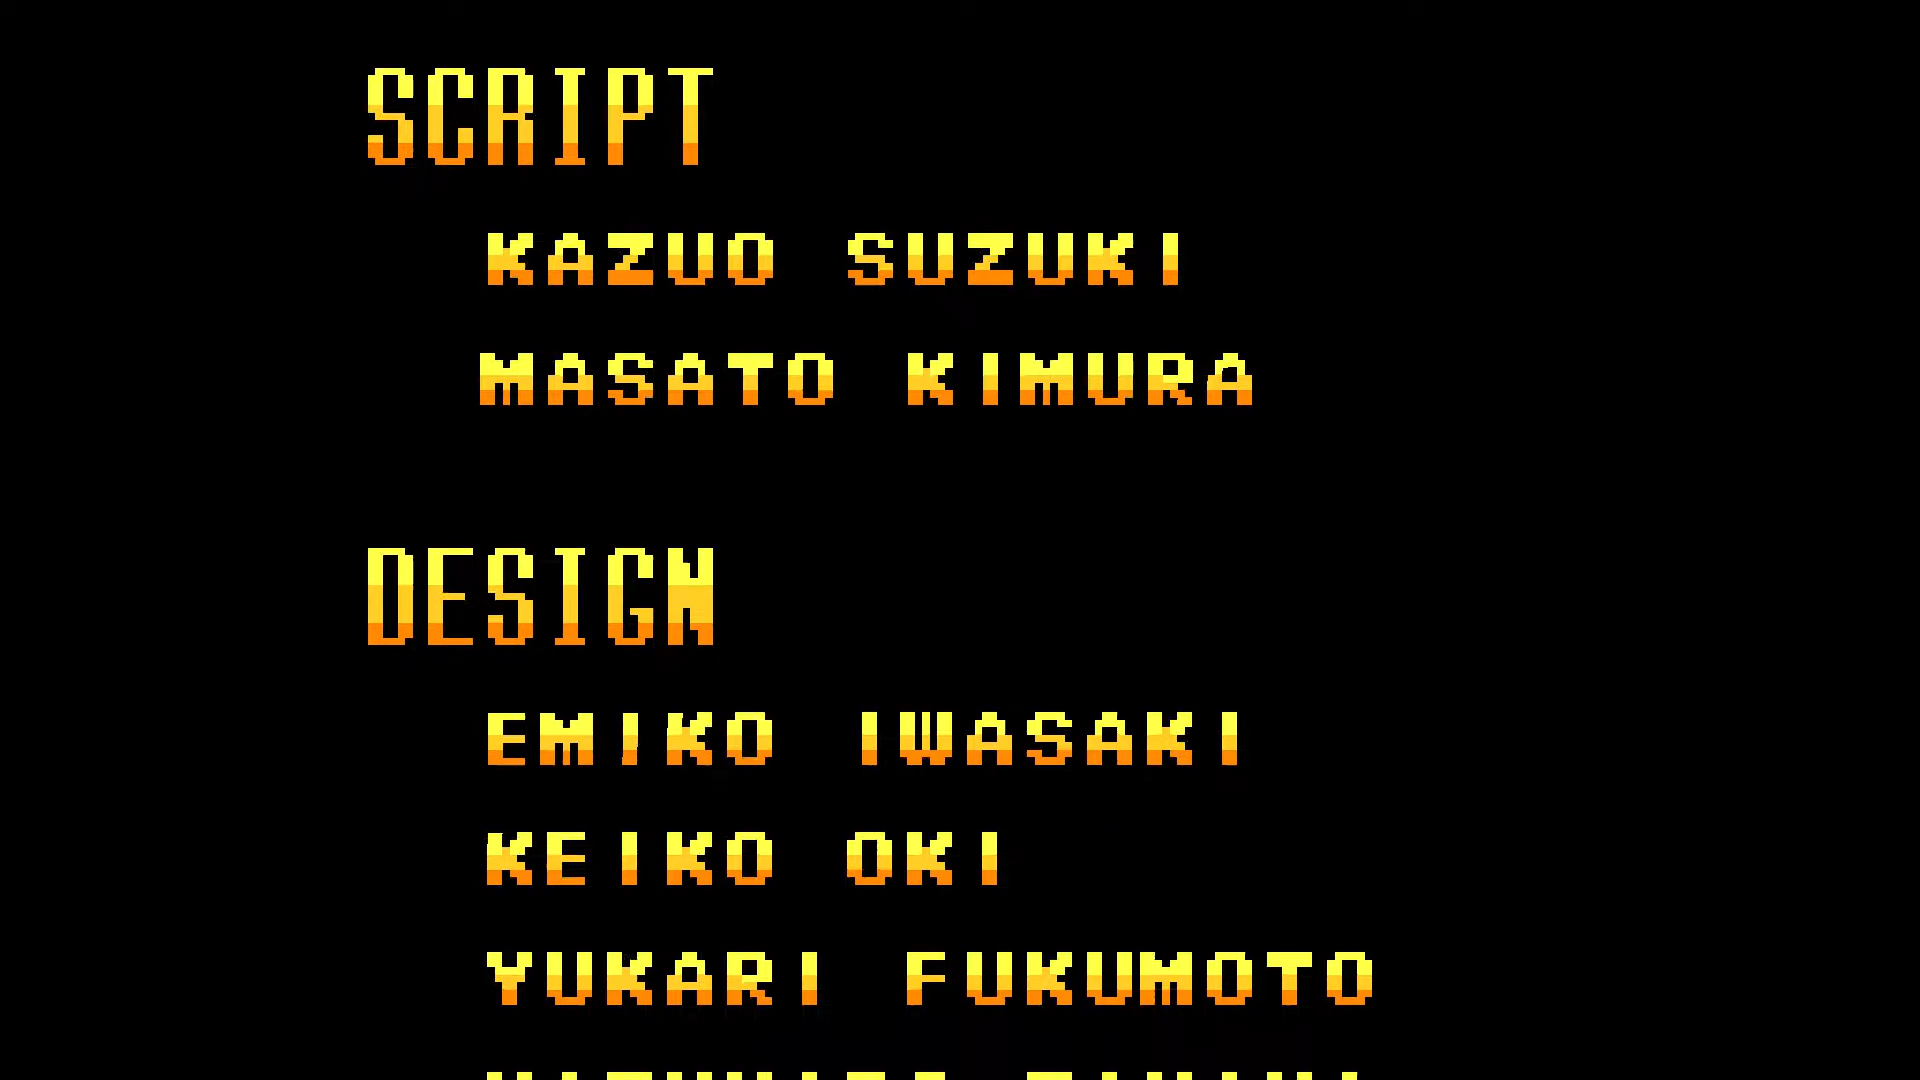 SCRIPT
KAZUO SUZUKI
MASATO KIMURA
DESIGN
EMIKO IWASAKI
KEIKO OKI
YUKARI FUKUMOTO